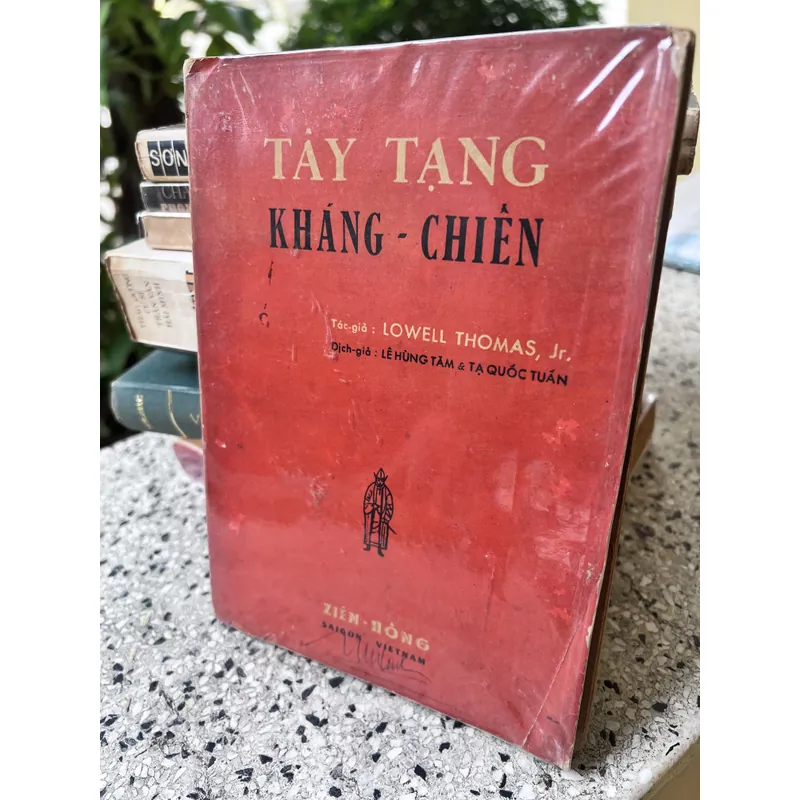 TÂY TẠNG
KHÁNG - CHIẾN
Tác-giả : LOWELL THOMAS, Jr.
Dịch-giả : LÊ HÙNG TÂM & TẠ QUỐC TUẤN
ZIÊN-HỒNG
SAIGON VIETNAM
SƠN